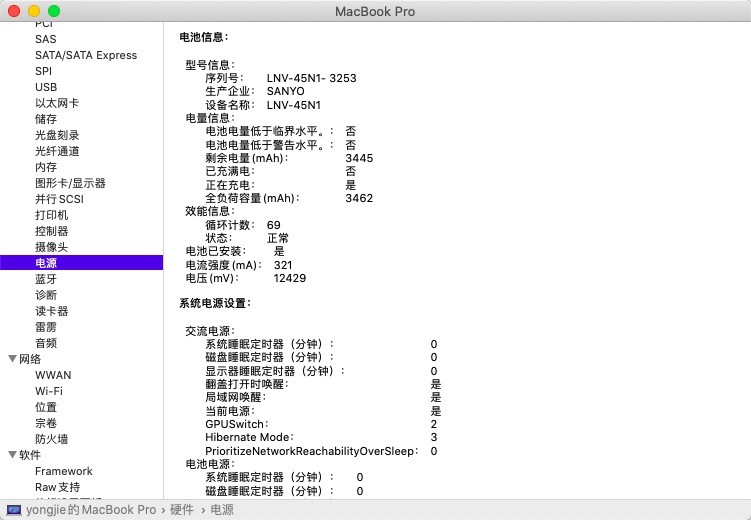 MacBook Pro
PCI
SAS
SATA/SATA Express
SPI
USB
以太网卡
储存
光盘刻录
光纤通道
内存
图形卡/显示器
并行SCSI
打印机
控制器
摄像头
电源
蓝牙
诊断
读卡器
雷雳
音频
网络
WWAN
Wi-Fi
位置
宗卷
防火墙
软件
Framework
Raw支持
电池信息：
型号信息：
序列号： LNV-45N1- 3253
生产企业： SANYO
设备名称： LNV-45N1
电量信息：
电池电量低于临界水平。： 否
电池电量低于警告水平。： 否
剩余电量(mAh)： 3445
已充满电： 否
正在充电： 是
全负荷容量(mAh)： 3462
效能信息：
循环计数： 69
状态： 正常
电池已安装： 是
电流强度(mA)： 321
电压(mV)： 12429
系统电源设置：
交流电源：
系统睡眠定时器（分钟）： 0
磁盘睡眠定时器（分钟）： 0
显示器睡眠定时器（分钟）： 0
翻盖打开时唤醒： 是
局域网唤醒： 是
当前电源： 是
GPUSwitch： 2
Hibernate Mode： 3
PrioritizeNetworkReachabilityOverSleep： 0
电池电源：
系统睡眠定时器（分钟）： 0
磁盘睡眠定时器（分钟）： 0
yongjie的MacBook Pro › 硬件 › 电源